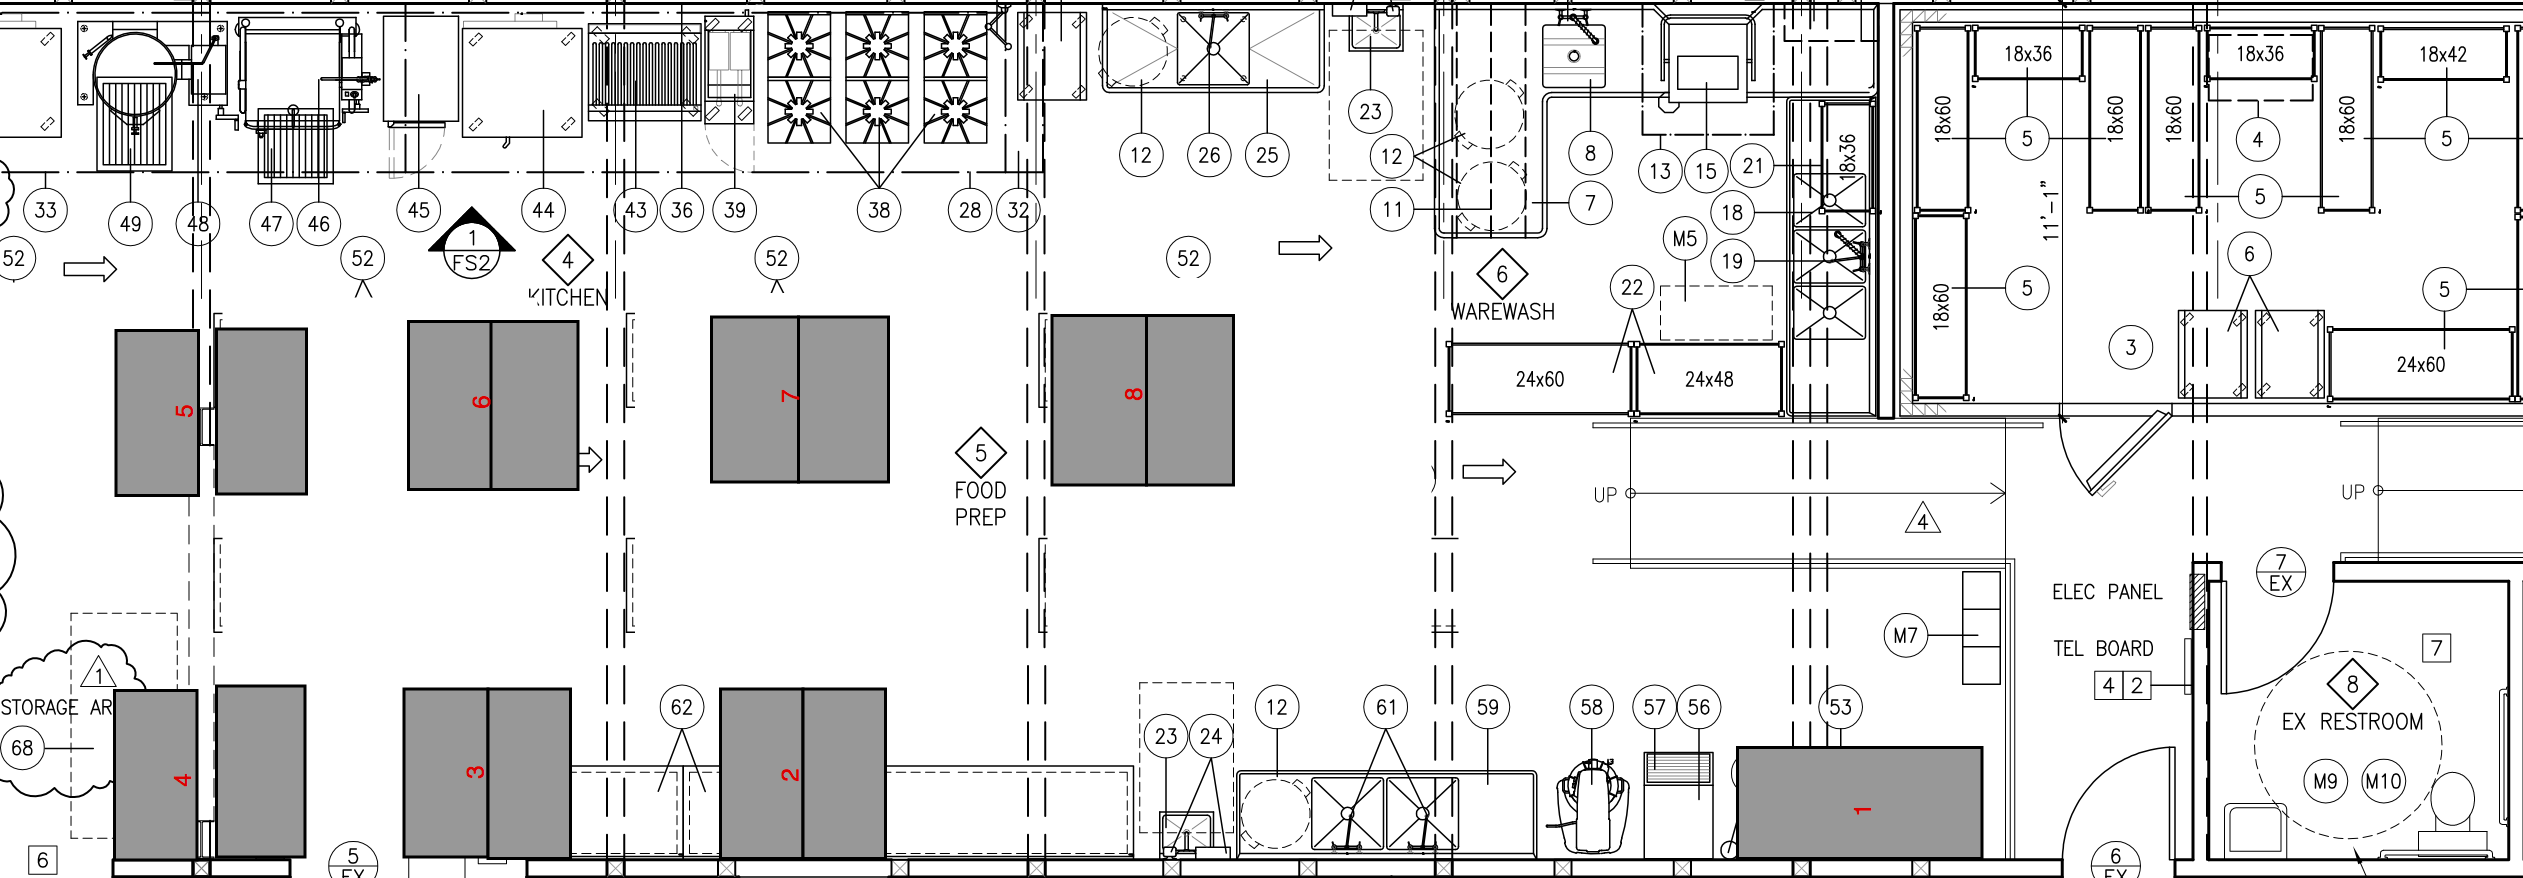 18x36
18x36
18x42
18x60
18x60
18x60
18x60
18x36
23
12
26
25
12
8
13
15
21
5
4
5
33
49
48
47
46
45
44
43
36
39
38
28
32
11
7
18
5
11'-1"
52
52
1
FS2
4
KITCHEN
52
52
6
WAREWASH
M5
19
22
6
5
5
18x60
3
24x60
24x48
24x60
5
6
7
8
5
FOOD
PREP
UP
4
UP
7
EX
ELEC PANEL
TEL BOARD
4 2
M7
7
8
EX RESTROOM
M9
M10
1
STORAGE AR
68
62
23
24
12
61
59
58
57
56
53
4
3
2
1
6
5
EX
6
EX